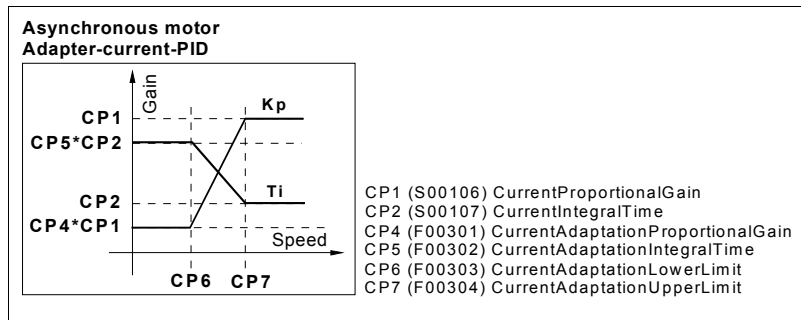 Asynchronous motor
Adapter-current-PID
Gain
CP1
Kp
CP5*CP2
CP2
Ti
CP4*CP1
Speed
CP6 CP7
CP1 (S00106) CurrentProportionalGain
CP2 (S00107) CurrentIntegralTime
CP4 (F00301) CurrentAdaptationProportionalGain
CP5 (F00302) CurrentAdaptationIntegralTime
CP6 (F00303) CurrentAdaptationLowerLimit
CP7 (F00304) CurrentAdaptationUpperLimit